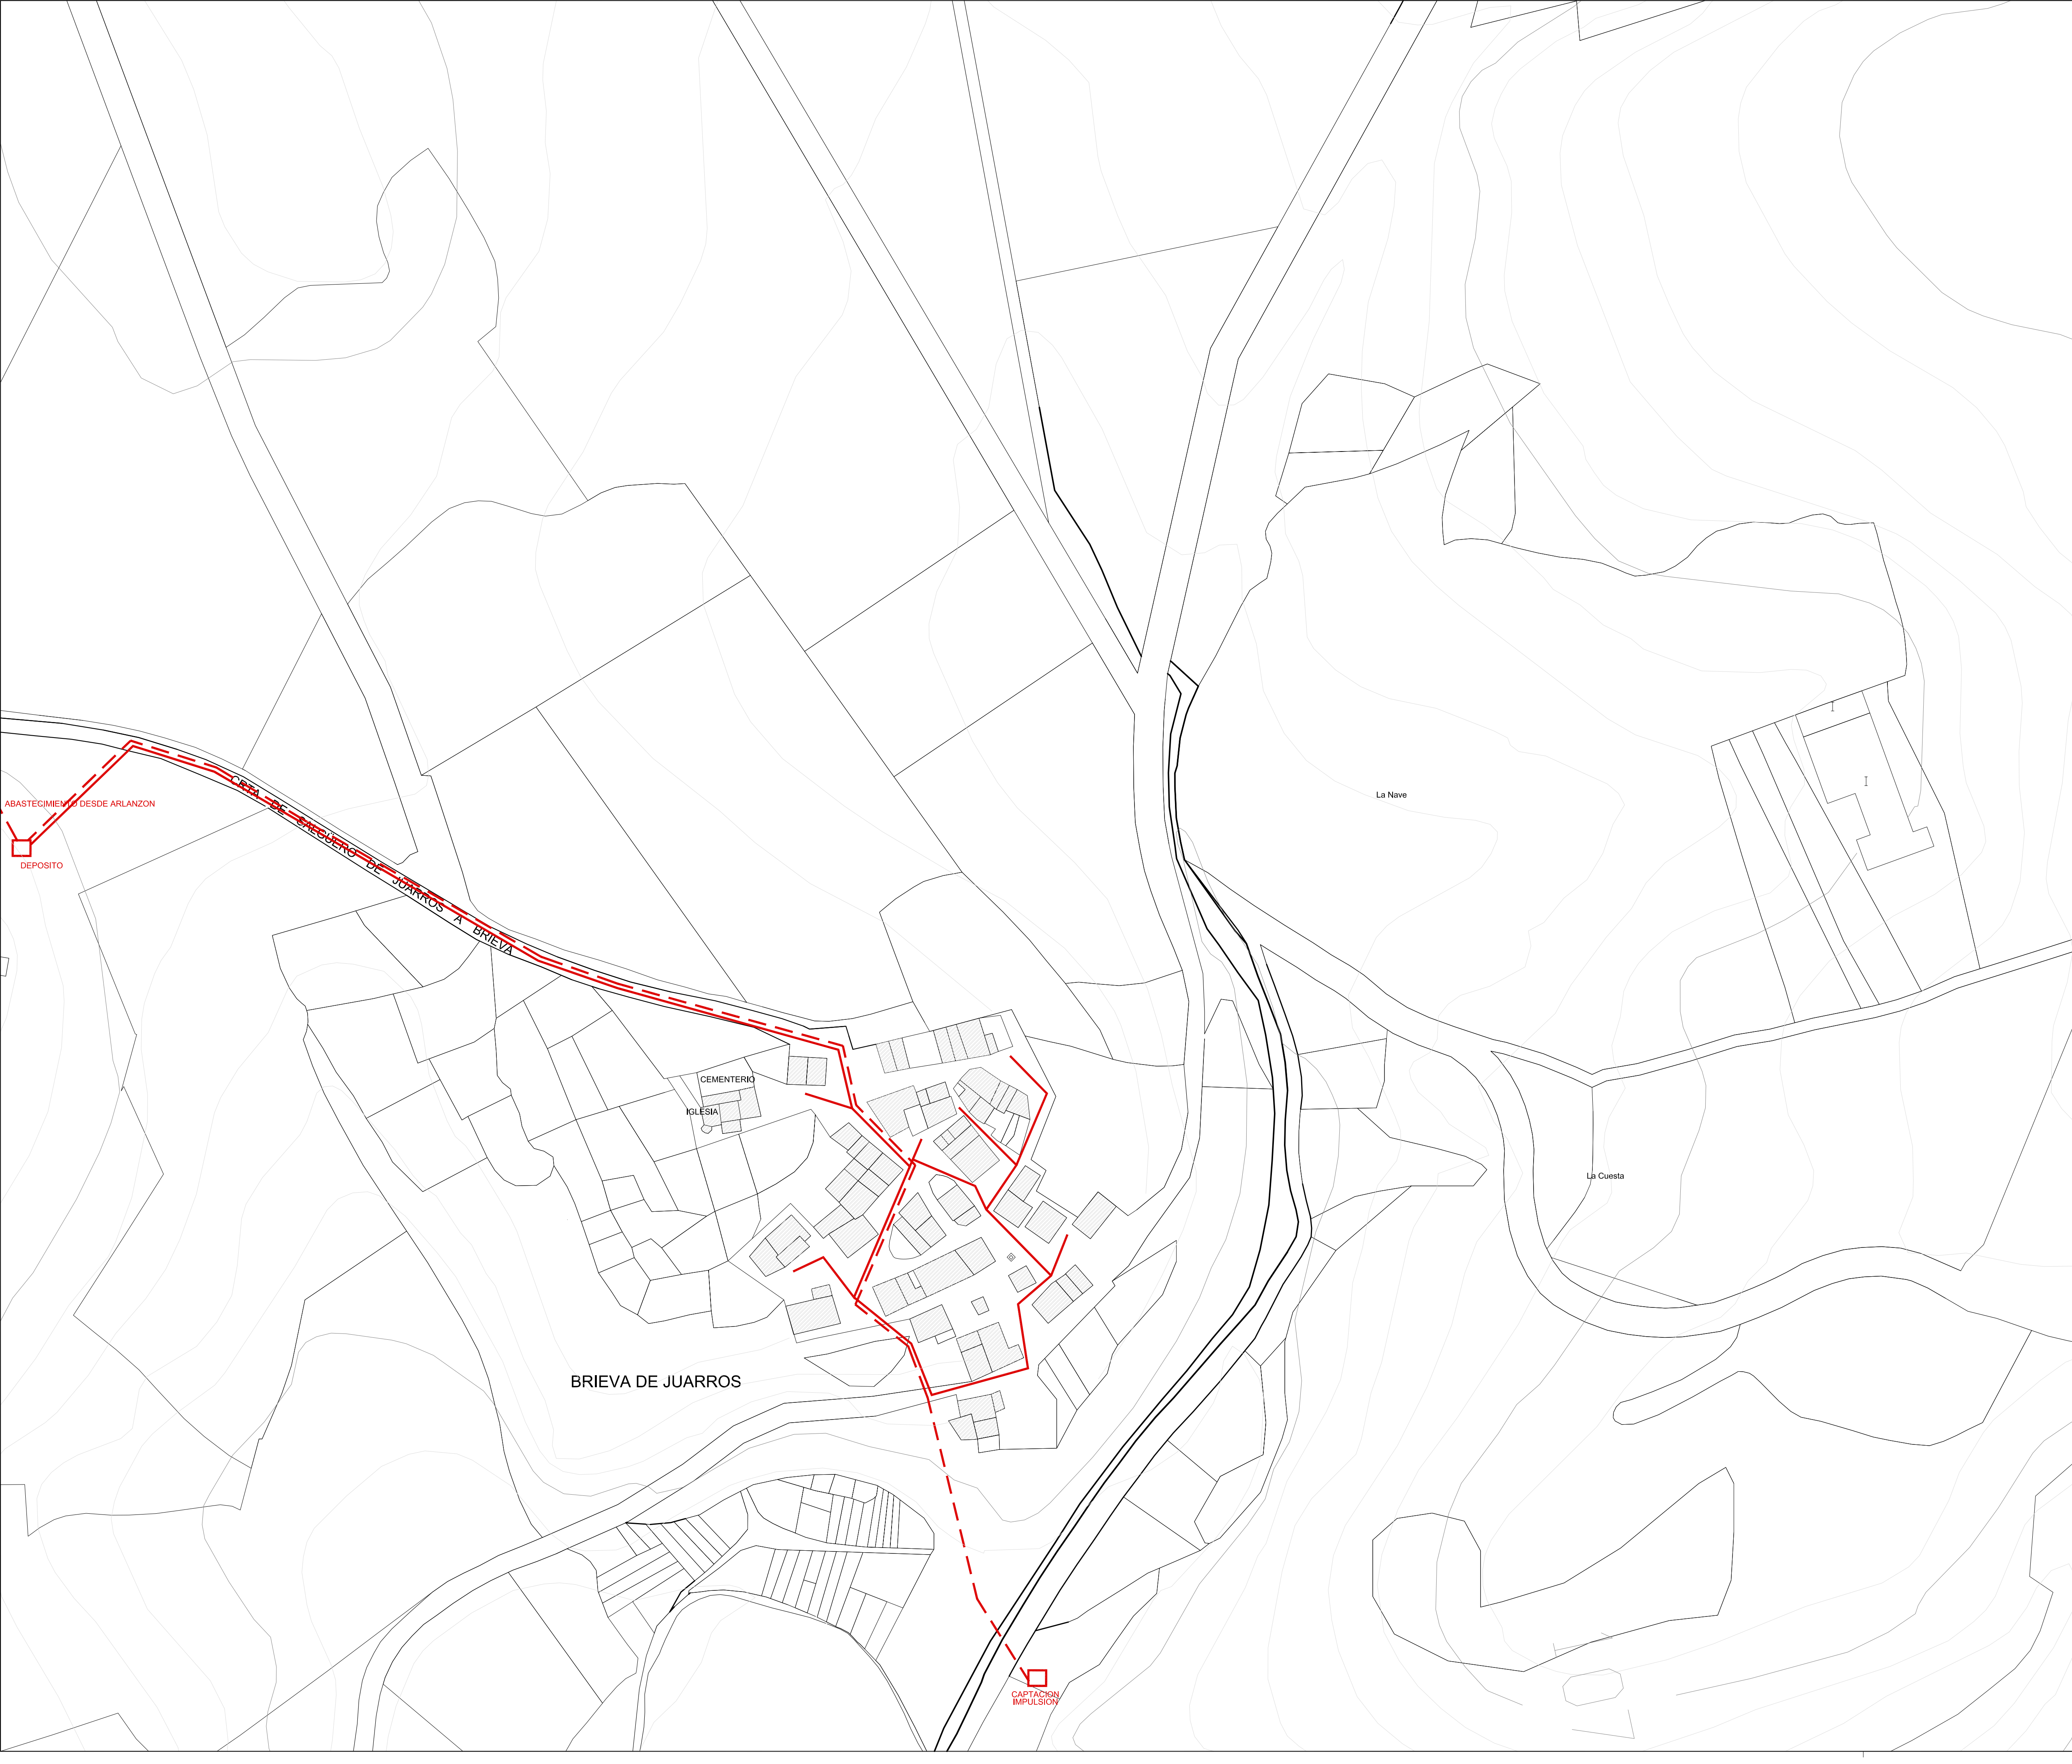 La Nave
ABASTECIMIENTO DESDE ARLANZON
CRTA DE SALGUERO DE JUARROS A BRIEVA
DEPOSITO
CEMENTERIO
IGLESIA
La Cuesta
BRIEVA DE JUARROS
CAPTACION
IMPULSION